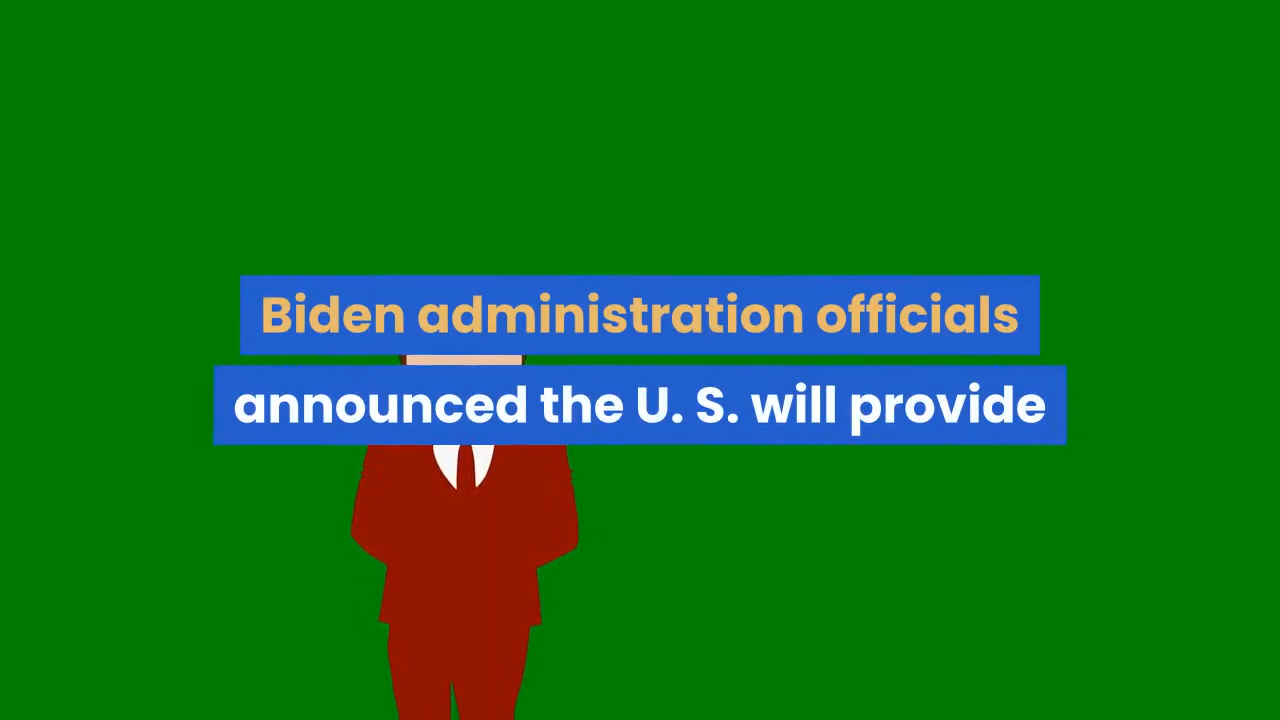 Biden administration officials
announced the U. S. will provide